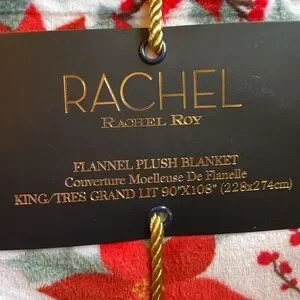 RACHEL
RACHEL ROY
FLANNEL PLUSH BLANKET
Couverture Moelleuse De Flanelle
KING/TRES GRAND LIT 90"X108" (228x274cm)